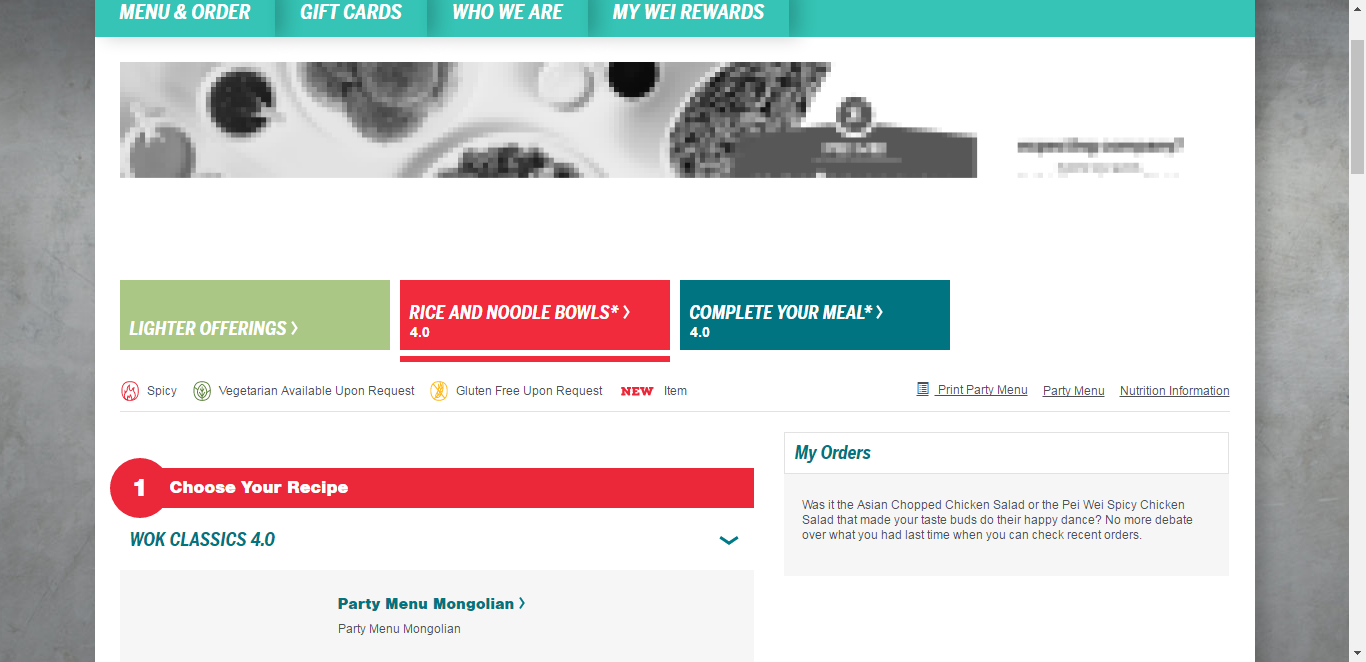 MENU & ORDER GIFT CARDS WHO WE ARE MY WEI REWARDS
expecting company?
LIGHTER OFFERINGS >
RICE AND NOODLE BOWLS* >
4.0
COMPLETE YOUR MEAL* >
4.0
Spicy Vegetarian Available Upon Request Gluten Free Upon Request NEW Item
Print Party Menu Party Menu Nutrition Information
1 Choose Your Recipe
WOK CLASSICS 4.0
Party Menu Mongolian >
Party Menu Mongolian
My Orders
Was it the Asian Chopped Chicken Salad or the Pei Wei Spicy Chicken
Salad that made your taste buds do their happy dance? No more debate
over what you had last time when you can check recent orders.